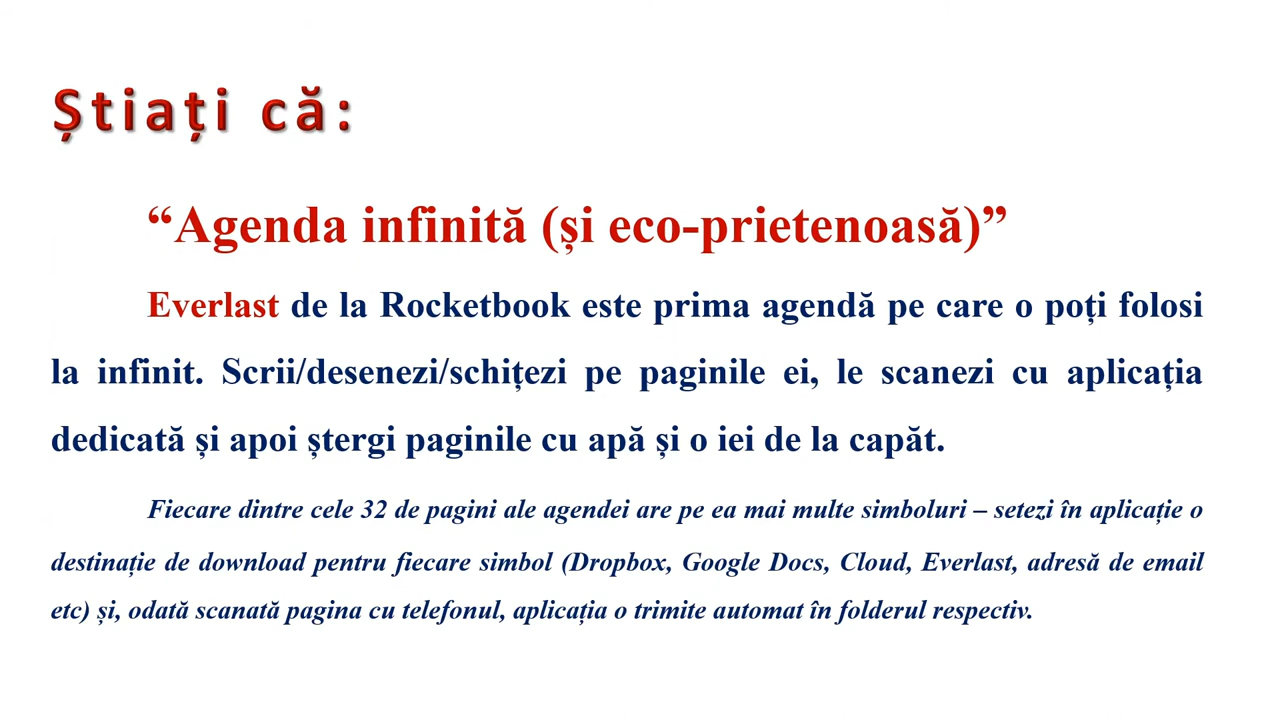 Știați că:
“Agenda infinită (și eco-prietenoasă)”
Everlast de la Rocketbook este prima agendă pe care o poți folosi
la infinit. Scrii/desenezi/schițezi pe paginile ei, le scanezi cu aplicația
dedicată și apoi ștergi paginile cu apă și o iei de la capăt.
Fiecare dintre cele 32 de pagini ale agendei are pe ea mai multe simboluri – setezi în aplicație o
destinație de download pentru fiecare simbol (Dropbox, Google Docs, Cloud, Everlast, adresă de email
etc) și, odată scanată pagina cu telefonul, aplicația o trimite automat în folderul respectiv.